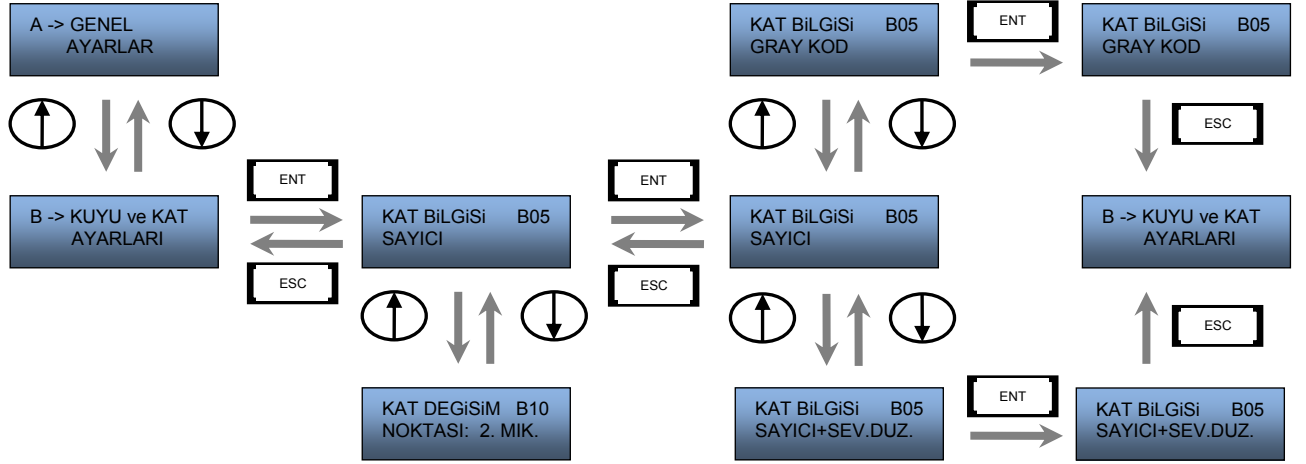 A -> GENEL
AYARLAR
KAT BiLGiSi B05
GRAY KOD
ENT
KAT BiLGiSi B05
GRAY KOD
ESC
ENT
ENT
B -> KUYU ve KAT
AYARLARI
KAT BiLGiSi B05
SAYICI
KAT BiLGiSi B05
SAYICI
B -> KUYU ve KAT
AYARLARI
ESC
ESC
ESC
KAT DEGiSiM B10
NOKTASI: 2. MIK.
KAT BiLGiSi B05
SAYICI+SEV.DUZ.
ENT
KAT BiLGiSi B05
SAYICI+SEV.DUZ.